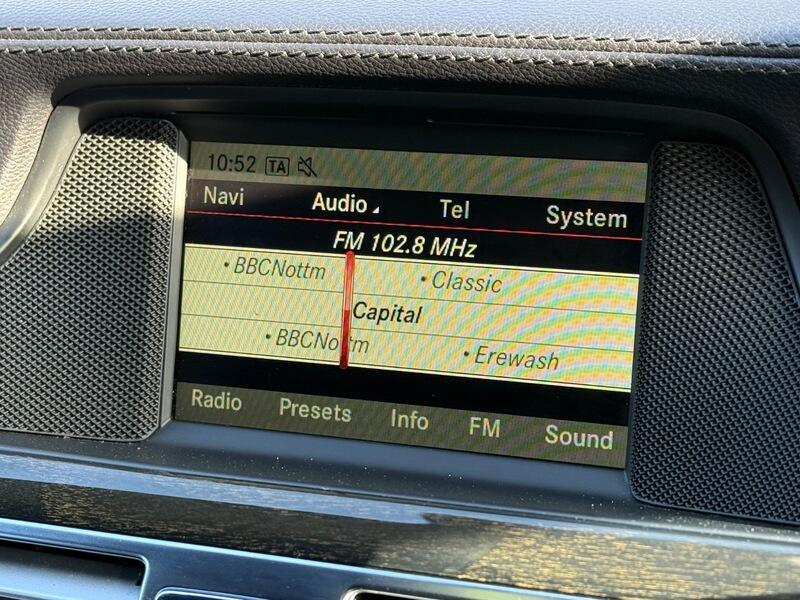 10:52 TA
Navi Audio Tel System
FM 102.8 MHz
• BBCNottm • Classic
Capital
• BBCNottm • Erewash
Radio Presets Info FM Sound